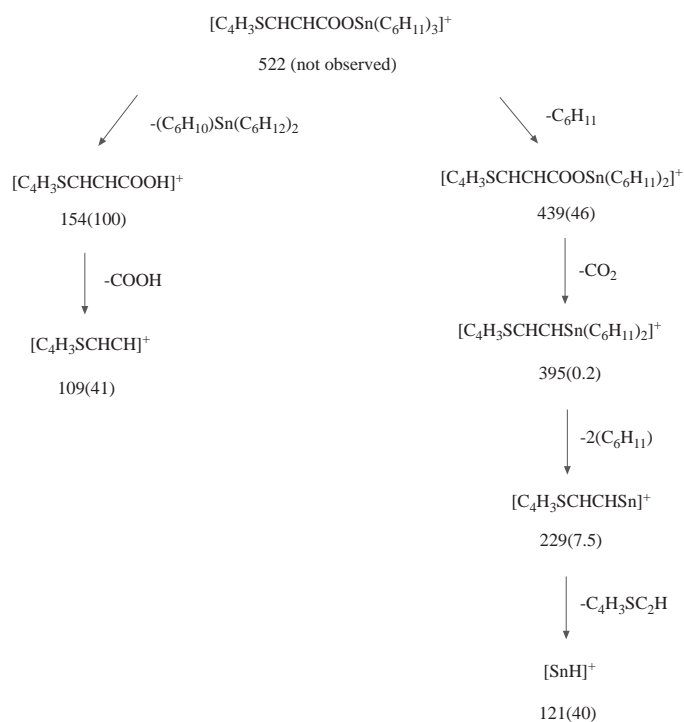 [C₄H₃SCHCHCOOSn(C₆H₁₁)₃]⁺
522 (not observed)
-(C₆H₁₀)Sn(C₆H₁₂)₂
-C₆H₁₁
[C₄H₃SCHCHCOOH]⁺
[C₄H₃SCHCHCOOSn(C₆H₁₁)₂]⁺
154(100)
439(46)
-COOH
-CO₂
[C₄H₃SCHCH]⁺
[C₄H₃SCHCHSn(C₆H₁₁)₂]⁺
109(41)
395(0.2)
-2(C₆H₁₁)
[C₄H₃SCHCHSn]⁺
229(7.5)
-C₄H₃SC₂H
[SnH]⁺
121(40)